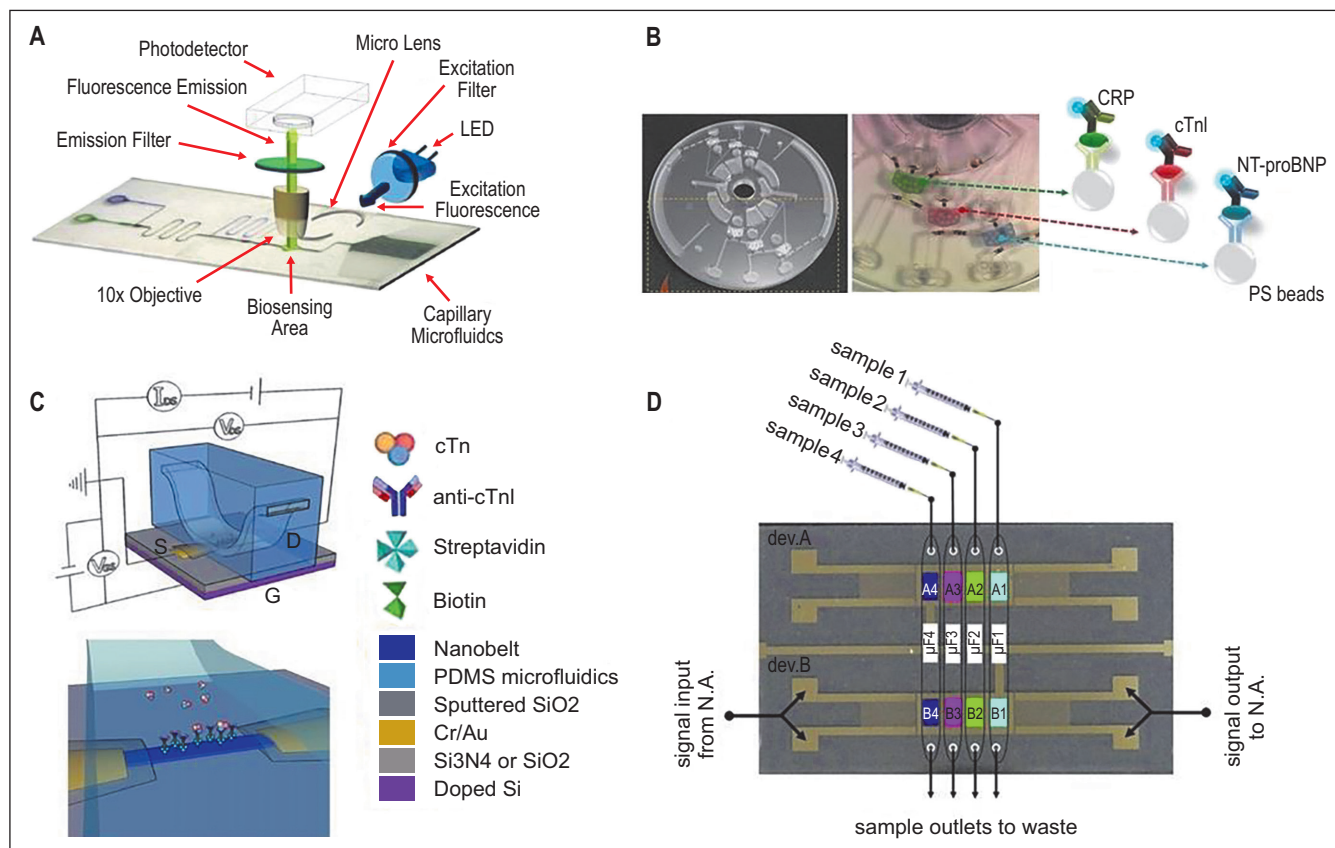 A
Photodetector
Micro Lens
Excitation
Filter
Fluorescence Emission
LED
Emission Filter
Excitation
Fluorescence
10x Objective
Biosensing
Area
Capillary
Microfluidcs
B
CRP
cTnI
NT-proBNP
PS beads
C
IDS
VDS
S
D
VGS
G
cTn
anti-cTnI
Streptavidin
Biotin
Nanobelt
PDMS microfluidics
Sputtered SiO2
Cr/Au
Si3N4 or SiO2
Doped Si
D
sample 1
sample 2
sample 3
sample 4
dev.A
A4 A3 A2 A1
µF4 µF3 µF2 µF1
dev.B
B4 B3 B2 B1
signal input
from N.A.
signal output
to N.A.
sample outlets to waste